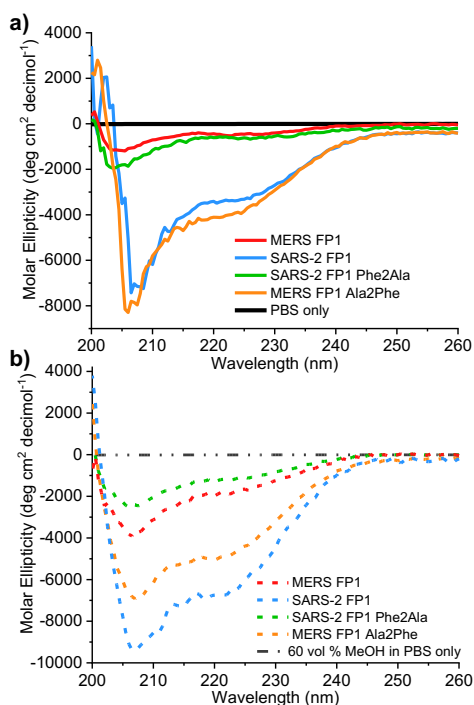 a)
4000
2000
0
-2000
-4000
-6000
-8000
Molar Ellipticity (deg cm² decimol⁻¹)
MERS FP1
SARS-2 FP1
SARS-2 FP1 Phe2Ala
MERS FP1 Ala2Phe
PBS only
200 210 220 230 240 250 260
Wavelength (nm)
b)
4000
2000
0
-2000
-4000
-6000
-8000
-10000
Molar Ellipticity (deg cm² decimol⁻¹)
MERS FP1
SARS-2 FP1
SARS-2 FP1 Phe2Ala
MERS FP1 Ala2Phe
60 vol % MeOH in PBS only
200 210 220 230 240 250 260
Wavelength (nm)